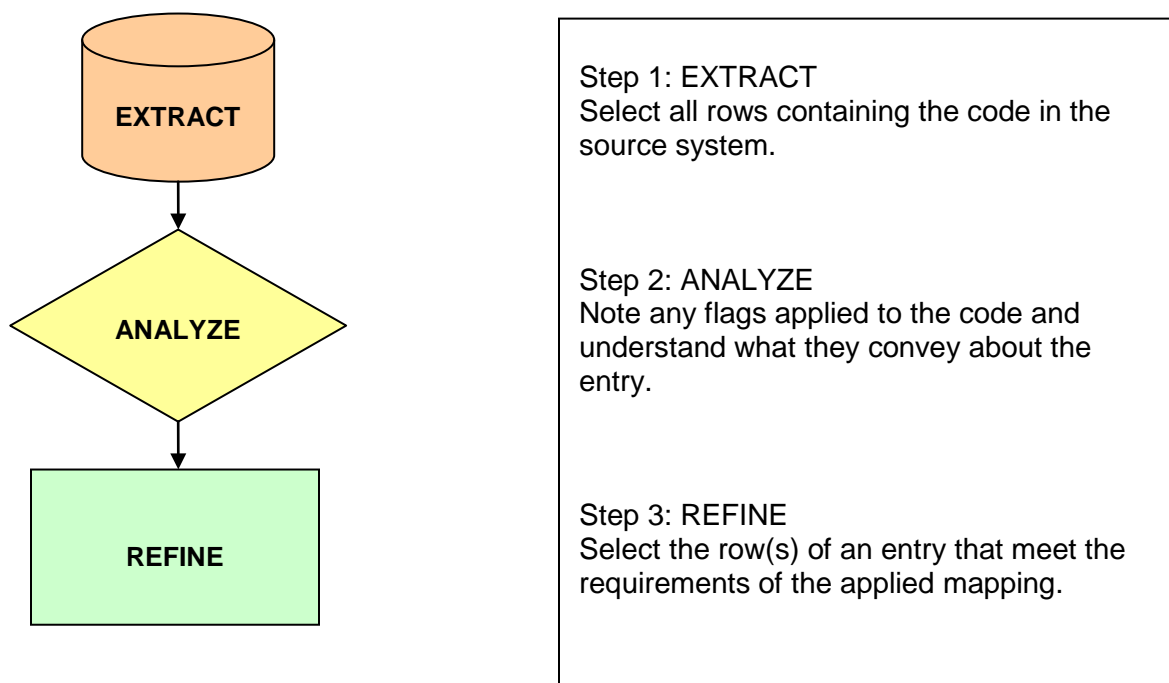 EXTRACT
ANALYZE
REFINE
Step 1: EXTRACT
Select all rows containing the code in the
source system.
Step 2: ANALYZE
Note any flags applied to the code and
understand what they convey about the
entry.
Step 3: REFINE
Select the row(s) of an entry that meet the
requirements of the applied mapping.